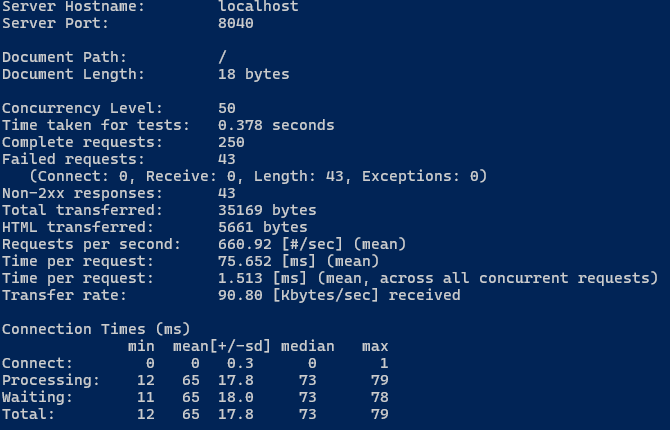 Server Hostname:        localhost
Server Port:            8040
Document Path:          /
Document Length:        18 bytes
Concurrency Level:      50
Time taken for tests:   0.378 seconds
Complete requests:      250
Failed requests:        43
   (Connect: 0, Receive: 0, Length: 43, Exceptions: 0)
Non-2xx responses:      43
Total transferred:      35169 bytes
HTML transferred:       5661 bytes
Requests per second:    660.92 [#/sec] (mean)
Time per request:       75.652 [ms] (mean)
Time per request:       1.513 [ms] (mean, across all concurrent requests)
Transfer rate:          90.80 [Kbytes/sec] received
Connection Times (ms)
              min  mean[+/-sd] median   max
Connect:        0    0   0.3      0       1
Processing:    12   65  17.8     73      79
Waiting:       11   65  18.0     73      78
Total:         12   65  17.8     73      79